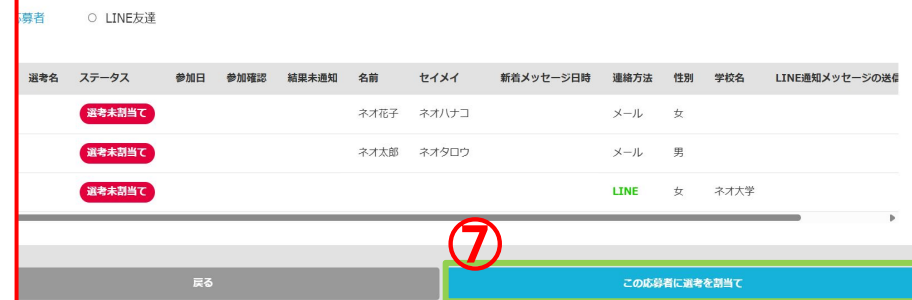 募者 LINE友達
選考名 ステータス 参加日 参加確認 結果未通知 名前 セイメイ 新着メッセージ日時 連絡方法 性別 学校名 LINE通知メッセージの送信
選考未割当て ネオ花子 ネオハナコ メール 女
選考未割当て ネオ太郎 ネオタロウ メール 男
選考未割当て LINE 女 ネオ大学
⑦
戻る この応募者に選考を割当て